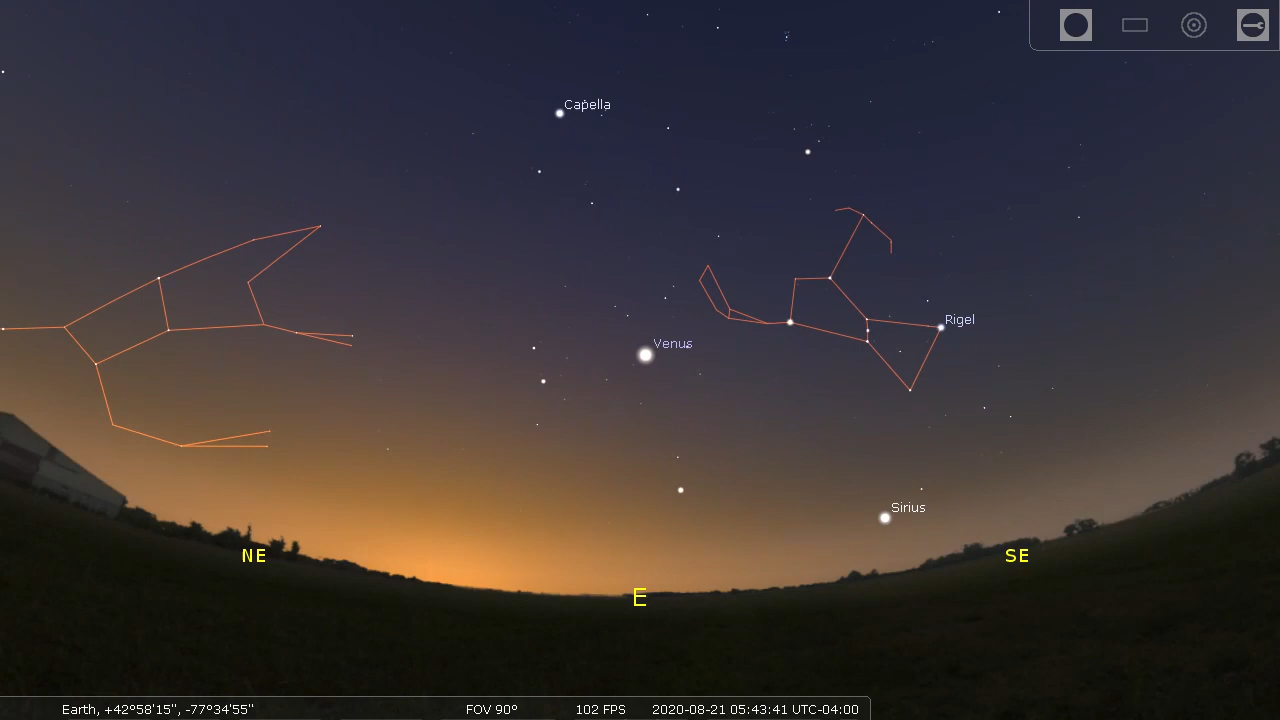 Capella
Rigel
Venus
Sirius
NE
SE
E
Earth, +42°58'15", -77°34'55"
FOV 90°
102 FPS
2020-08-21 05:43:41 UTC-04:00